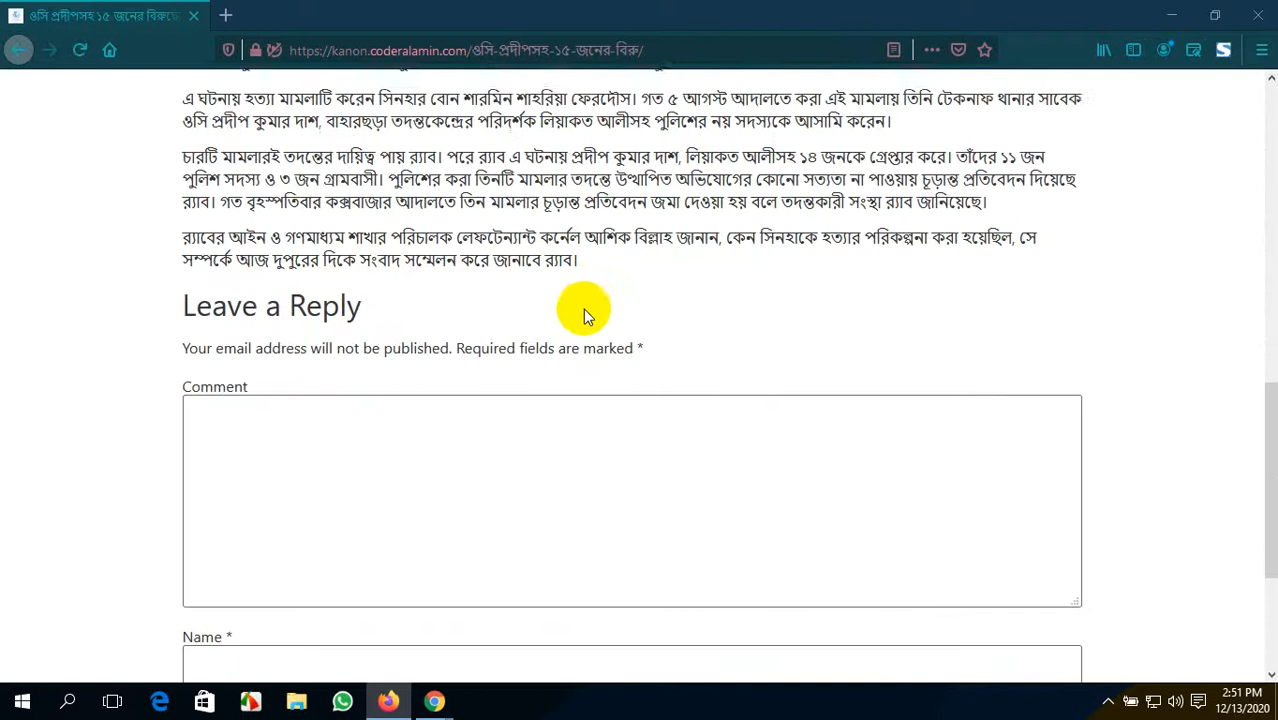 ওসি প্রদীপসহ ১৫ জনের বিরুদ্ধে
https://kanon.coderalamin.com/ওসি-প্রদীপসহ-১৫-জনের-বিরু/
এ ঘটনায় হত্যা মামলাটি করেন সিনহার বোন শারমিন শাহরিয়া ফেরদৌস। গত ৫ আগস্ট আদালতে করা এই মামলায় তিনি টেকনাফ থানার সাবেক
ওসি প্রদীপ কুমার দাশ, বাহারছড়া তদন্তকেন্দ্রের পরিদর্শক লিয়াকত আলীসহ পুলিশের নয় সদস্যকে আসামি করেন।
চারটি মামলারই তদন্তের দায়িত্ব পায় র‍্যাব। পরে র‍্যাব এ ঘটনায় প্রদীপ কুমার দাশ, লিয়াকত আলীসহ ১৪ জনকে গ্রেপ্তার করে। তাঁদের ১১ জন
পুলিশ সদস্য ও ৩ জন গ্রামবাসী। পুলিশের করা তিনটি মামলার তদন্তে উত্থাপিত অভিযোগের কোনো সত্যতা না পাওয়ায় চূড়ান্ত প্রতিবেদন দিয়েছে
র‍্যাব। গত বৃহস্পতিবার কক্সবাজার আদালতে তিন মামলার চূড়ান্ত প্রতিবেদন জমা দেওয়া হয় বলে তদন্তকারী সংস্থা র‍্যাব জানিয়েছে।
র‍্যাবের আইন ও গণমাধ্যম শাখার পরিচালক লেফটেন্যান্ট কর্নেল আশিক বিল্লাহ জানান, কেন সিনহাকে হত্যার পরিকল্পনা করা হয়েছিল, সে
সম্পর্কে আজ দুপুরের দিকে সংবাদ সম্মেলন করে জানাবে র‍্যাব।
Leave a Reply
Your email address will not be published. Required fields are marked *
Comment
Name *
2:51 PM
12/13/2020